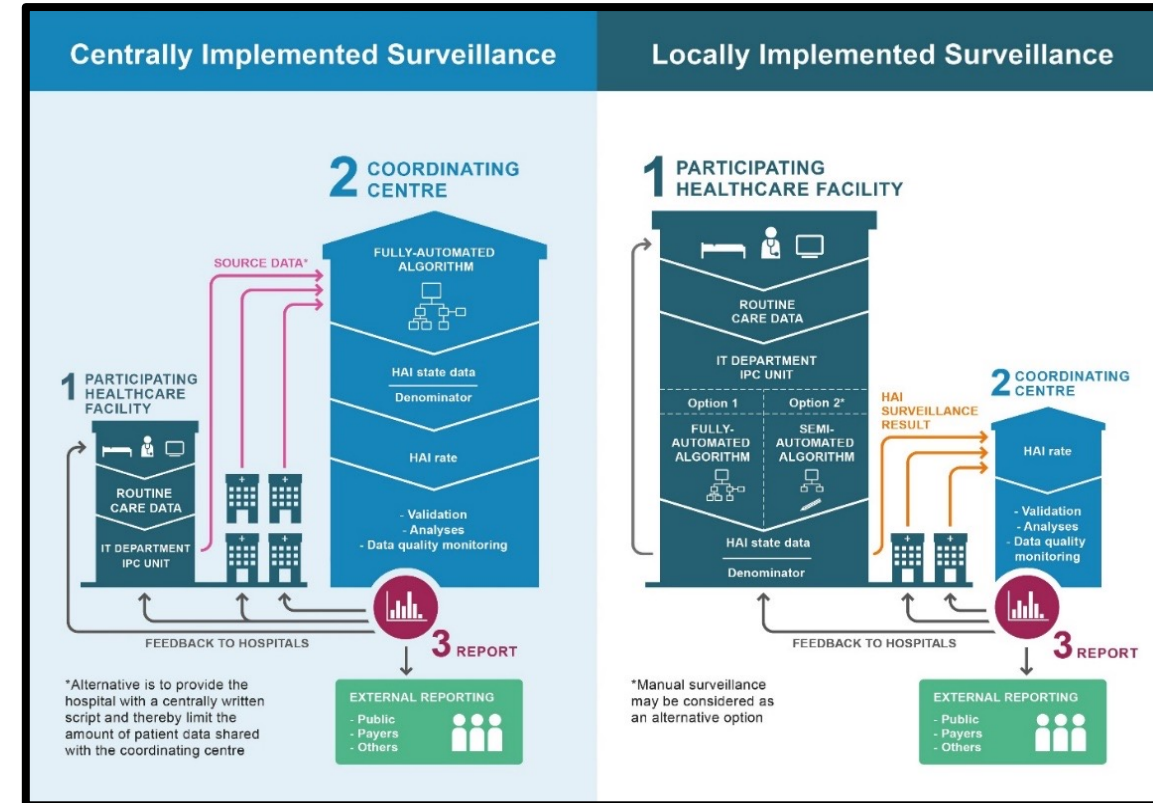 Centrally Implemented Surveillance
2 COORDINATING
CENTRE
SOURCE DATA*
FULLY-AUTOMATED
ALGORITHM
HAI state data
Denominator
HAI rate
- Validation
- Analyses
- Data quality monitoring
1 PARTICIPATING
HEALTHCARE
FACILITY
ROUTINE
CARE DATA
IT DEPARTMENT
IPC UNIT
FEEDBACK TO HOSPITALS
3 REPORT
*Alternative is to provide the
hospital with a centrally written
script and thereby limit the
amount of patient data shared
with the coordinating centre
EXTERNAL REPORTING
- Public
- Payers
- Others
Locally Implemented Surveillance
1 PARTICIPATING
HEALTHCARE FACILITY
ROUTINE
CARE DATA
IT DEPARTMENT
IPC UNIT
Option 1
Option 2*
FULLY-
AUTOMATED
ALGORITHM
SEMI-
AUTOMATED
ALGORITHM
HAI state data
Denominator
HAI
SURVEILLANCE
RESULT
2 COORDINATING
CENTRE
HAI rate
- Validation
- Analyses
- Data quality
monitoring
FEEDBACK TO HOSPITALS
3 REPORT
*Manual surveillance
may be considered as
an alternative option
EXTERNAL REPORTING
- Public
- Payers
- Others